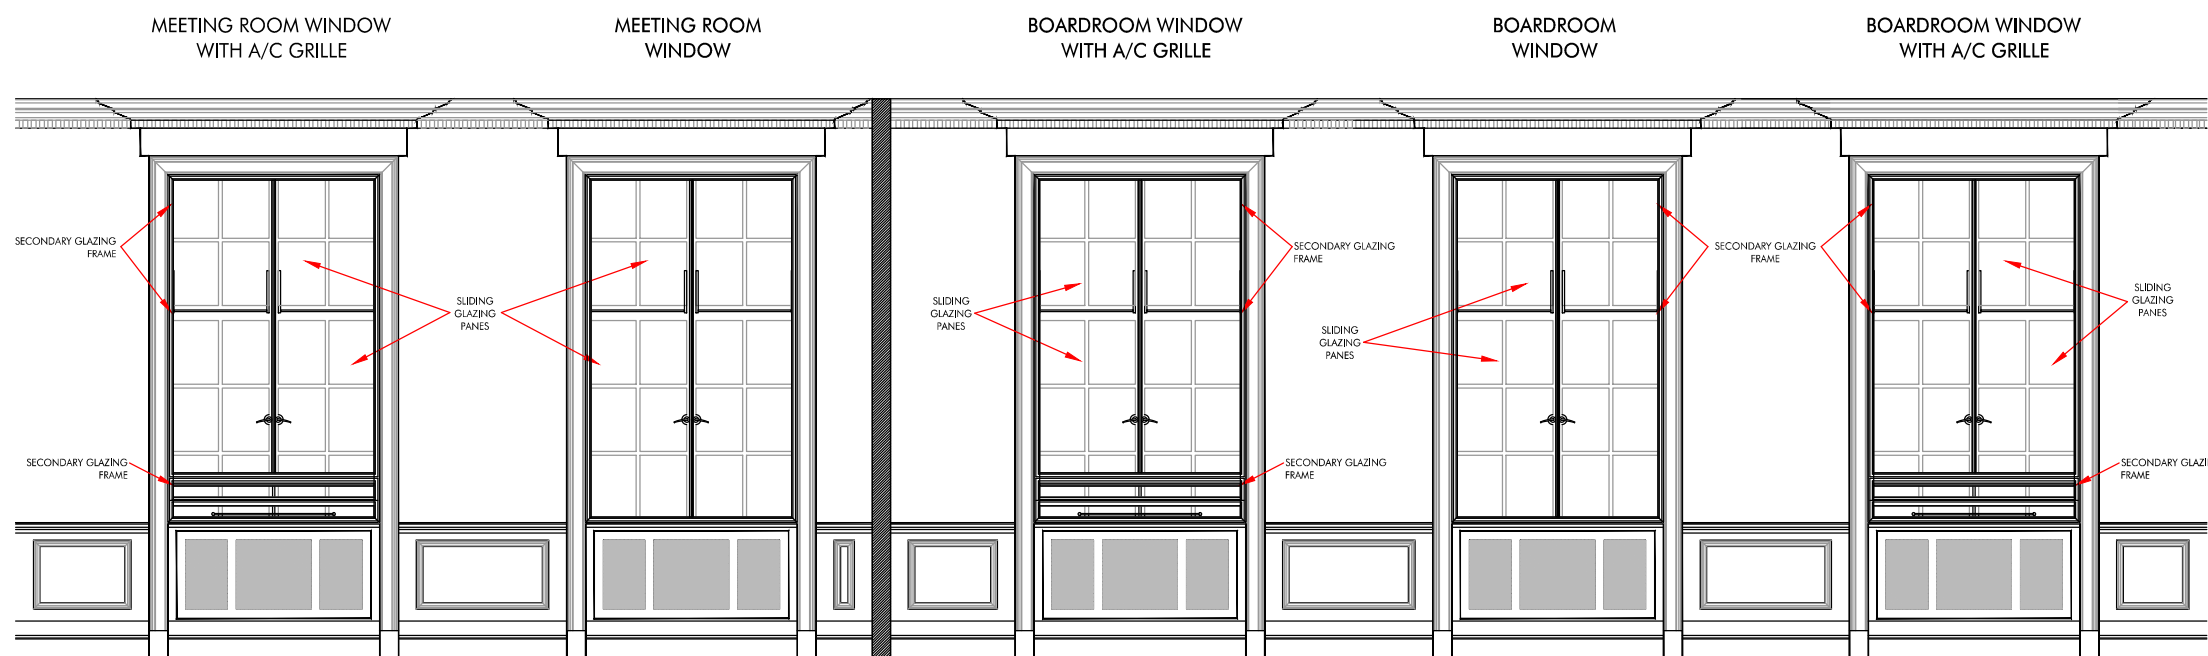 MEETING ROOM WINDOW
WITH A/C GRILLE
MEETING ROOM
WINDOW
BOARDROOM WINDOW
WITH A/C GRILLE
BOARDROOM
WINDOW
BOARDROOM WINDOW
WITH A/C GRILLE
SECONDARY GLAZING
FRAME
SLIDING
GLAZING
PANES
SLIDING
GLAZING
PANES
SECONDARY GLAZING
FRAME
SLIDING
GLAZING
PANES
SECONDARY GLAZING
FRAME
SLIDING
GLAZING
PANES
SECONDARY GLAZING
FRAME
SECONDARY GLAZING
FRAME
SECONDARY GLAZI
FRAME